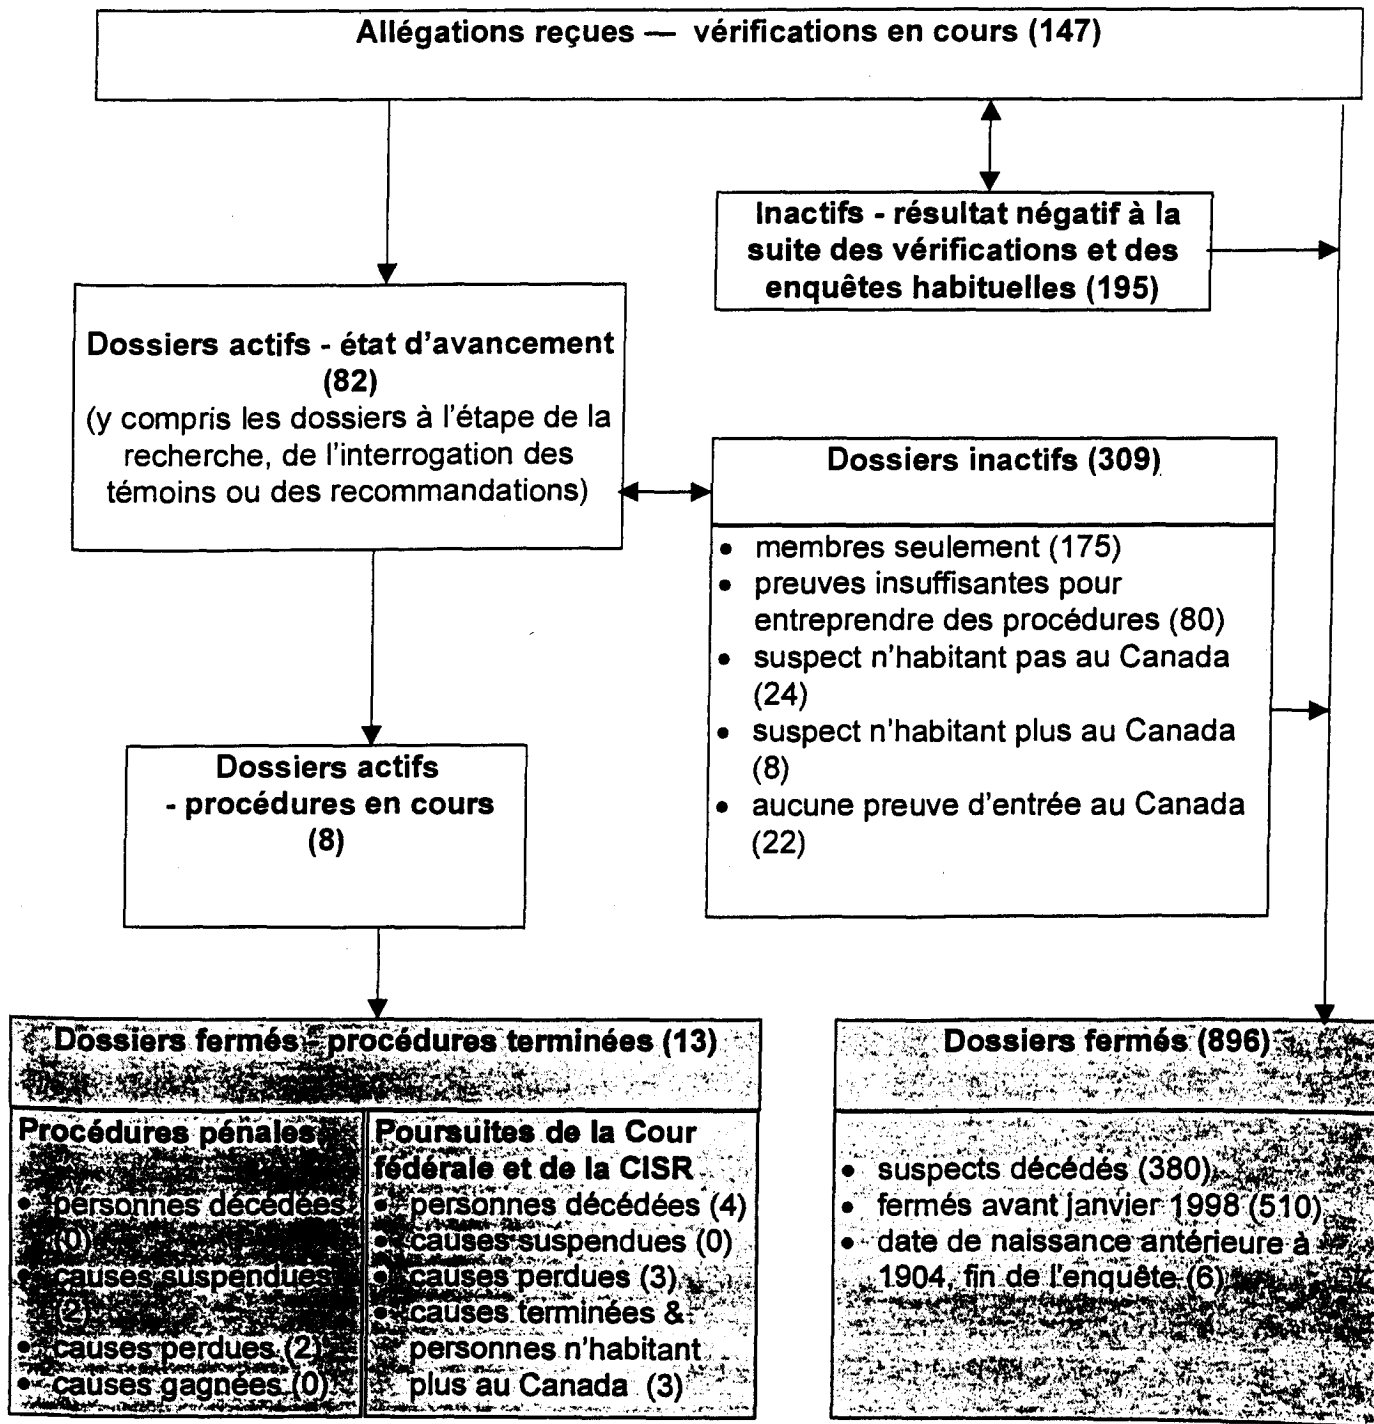 Allégations reçues — vérifications en cours (147)
Inactifs - résultat négatif à la
suite des vérifications et des
enquêtes habituelles (195)
Dossiers actifs - état d'avancement
(82)
(y compris les dossiers à l'étape de la
recherche, de l'interrogation des
témoins ou des recommandations)
Dossiers inactifs (309)
• membres seulement (175)
• preuves insuffisantes pour
entreprendre des procédures (80)
• suspect n'habitant pas au Canada
(24)
• suspect n'habitant plus au Canada
(8)
• aucune preuve d'entrée au Canada
(22)
Dossiers actifs
- procédures en cours
(8)
Dossiers fermés - procédures terminées (13)
Procédures pénales
• personnes décédées
(0)
• causes suspendues
(2)
• causes perdues (2)
• causes gagnées (0)
Poursuites de la Cour
fédérale et de la CISR
• personnes décédées (4)
• causes suspendues (0)
• causes perdues (3)
• causes terminées &
personnes n'habitant
plus au Canada (3)
Dossiers fermés (896)
• suspects décédés (380)
• fermés avant janvier 1998 (510)
• date de naissance antérieure à
1904, fin de l'enquête (6)